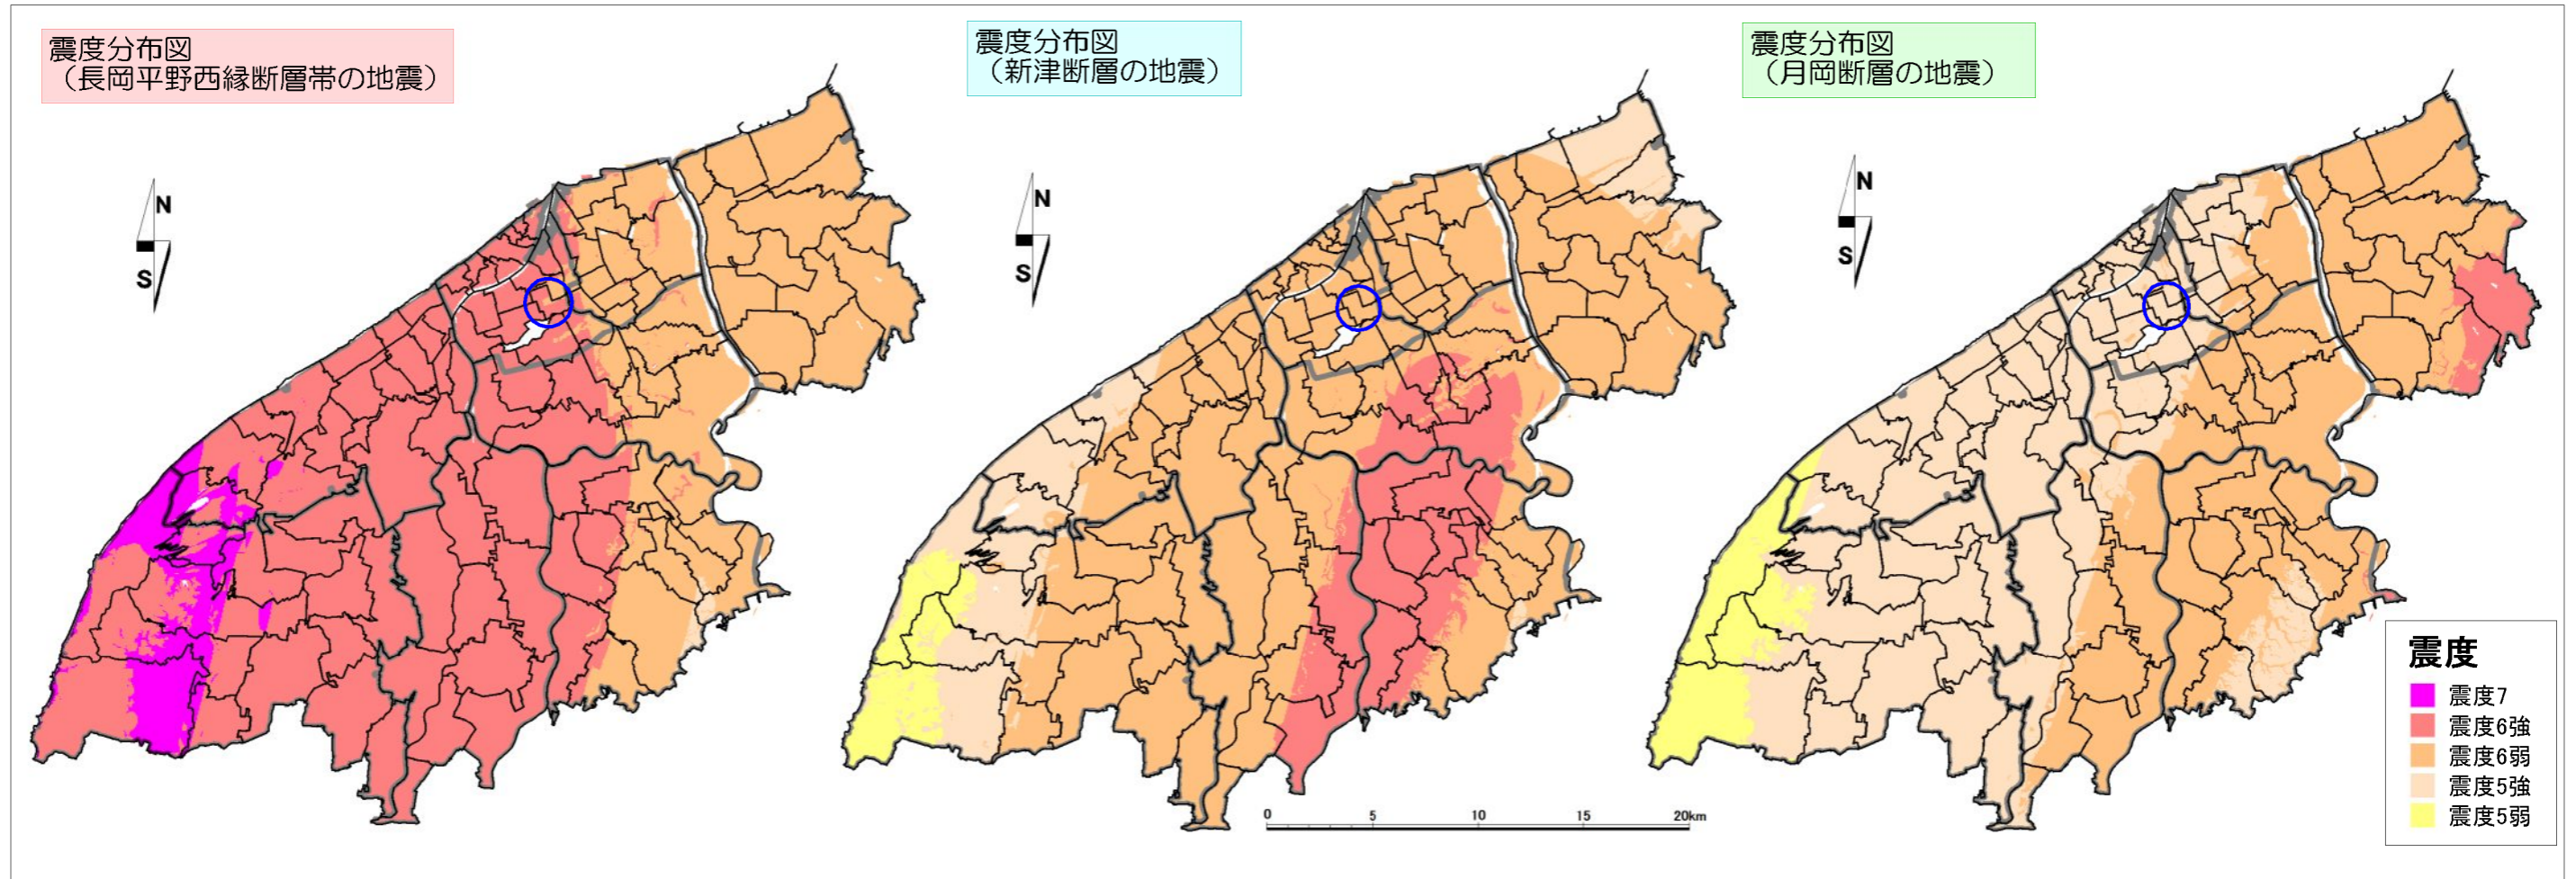 震度分布図
（長岡平野西縁断層帯の地震）
震度分布図
（新津断層の地震）
震度分布図
（月岡断層の地震）
N
S
N
S
N
S
震度
震度7
震度6強
震度6弱
震度5強
震度5弱
0 5 10 15 20km